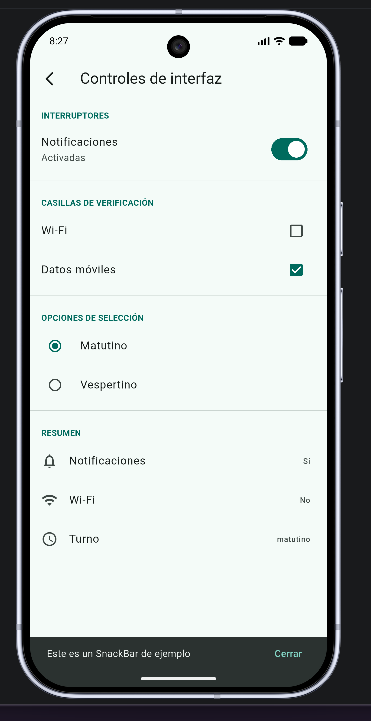 8:27
Controles de interfaz
INTERRUPTORES
Notificaciones
Activadas
CASILLAS DE VERIFICACIÓN
Wi-Fi
Datos móviles
OPCIONES DE SELECCIÓN
Matutino
Vespertino
RESUMEN
Notificaciones Sí
Wi-Fi No
Turno matutino
Este es un SnackBar de ejemplo Cerrar